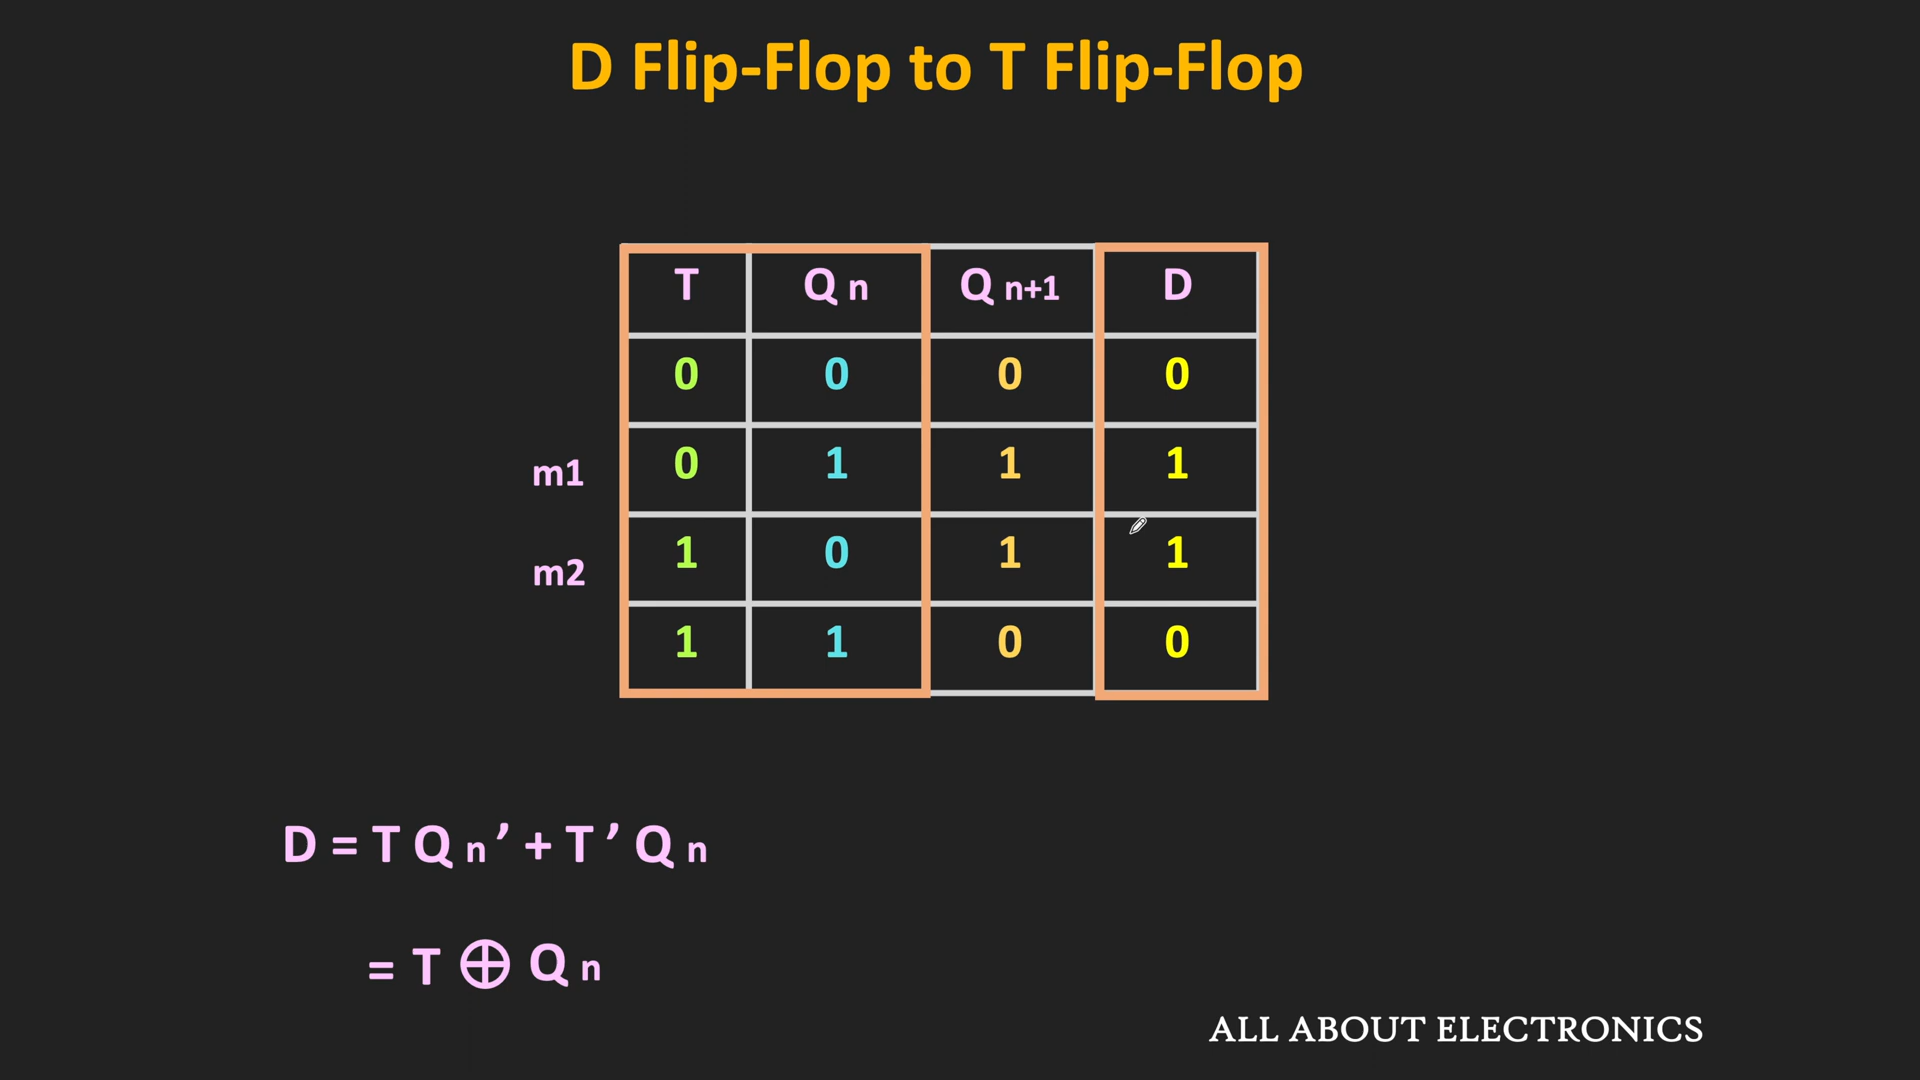 D Flip-Flop to T Flip-Flop
T Q n Q n+1 D
0 0 0 0
m1 0 1 1 1
m2 1 0 1 1
1 1 0 0
D = T Q n’ + T ’ Q n
= T ⊕ Q n
ALL ABOUT ELECTRONICS